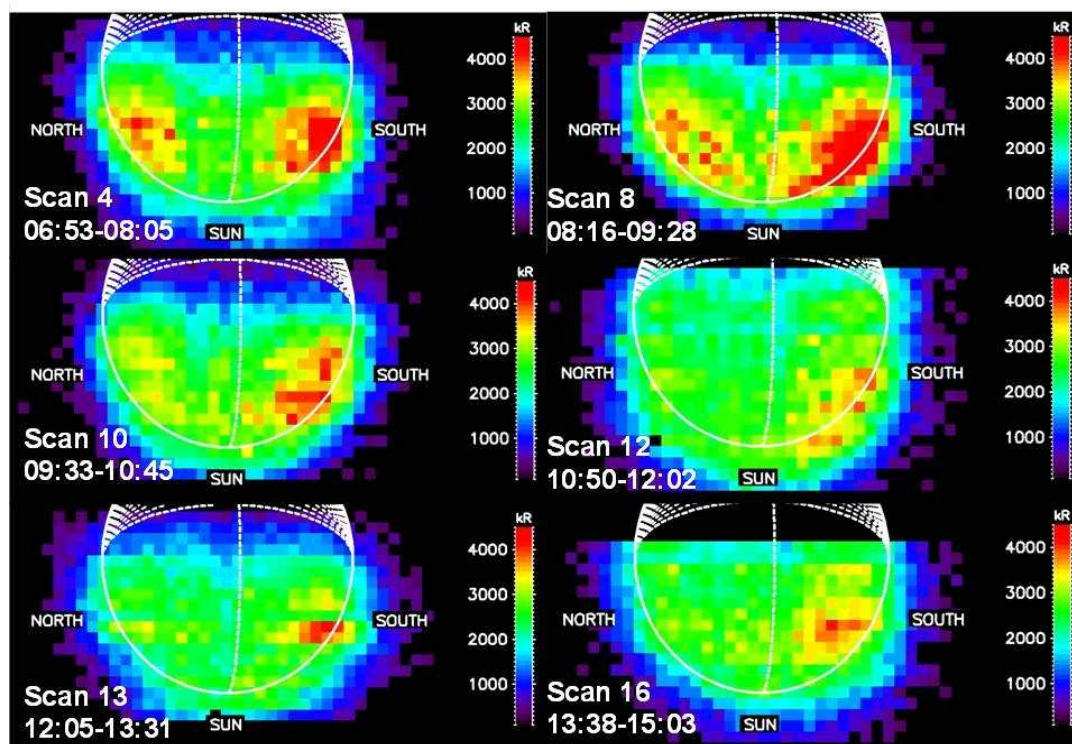 kR
4000
3000
2000
1000
NORTH
SOUTH
Scan 4
06:53-08:05
SUN
kR
4000
3000
2000
1000
NORTH
SOUTH
Scan 8
08:16-09:28
SUN
kR
4000
3000
2000
1000
NORTH
SOUTH
Scan 10
09:33-10:45
SUN
kR
4000
3000
2000
1000
NORTH
SOUTH
Scan 12
10:50-12:02
SUN
kR
4000
3000
2000
1000
NORTH
SOUTH
Scan 13
12:05-13:31
SUN
kR
4000
3000
2000
1000
NORTH
SOUTH
Scan 16
13:38-15:03
SUN